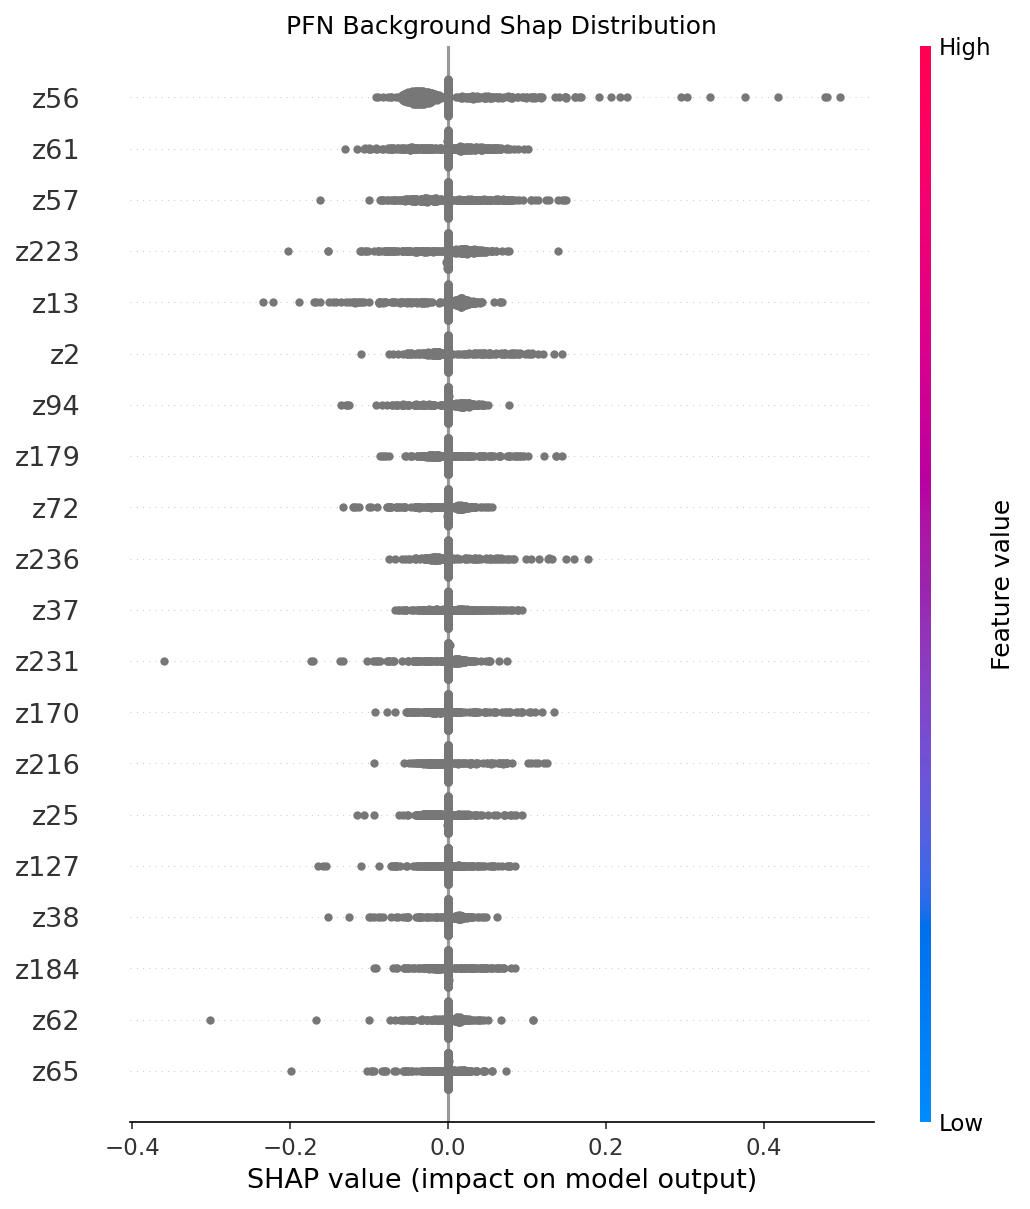 PFN Background Shap Distribution
High
z56
z61
z57
z223
z13
z2
z94
z179
z72
z236
z37
z231
z170
z216
z25
z127
z38
z184
z62
z65
Feature value
Low
−0.4 −0.2 0.0 0.2 0.4
SHAP value (impact on model output)